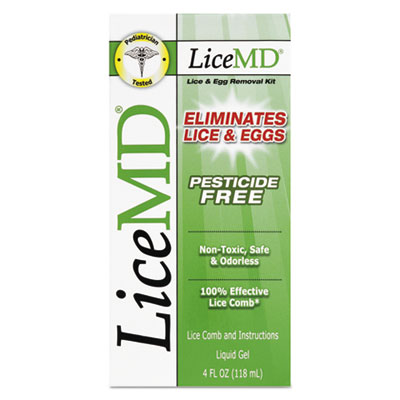 Pediatrician
Tested
LiceMD®
LiceMD®
Lice & Egg Removal Kit
ELIMINATES
LICE & EGGS
PESTICIDE
FREE
Non-Toxic, Safe
& Odorless
100% Effective
Lice Comb*
Lice Comb and Instructions
Liquid Gel
4 FL OZ (118 mL)